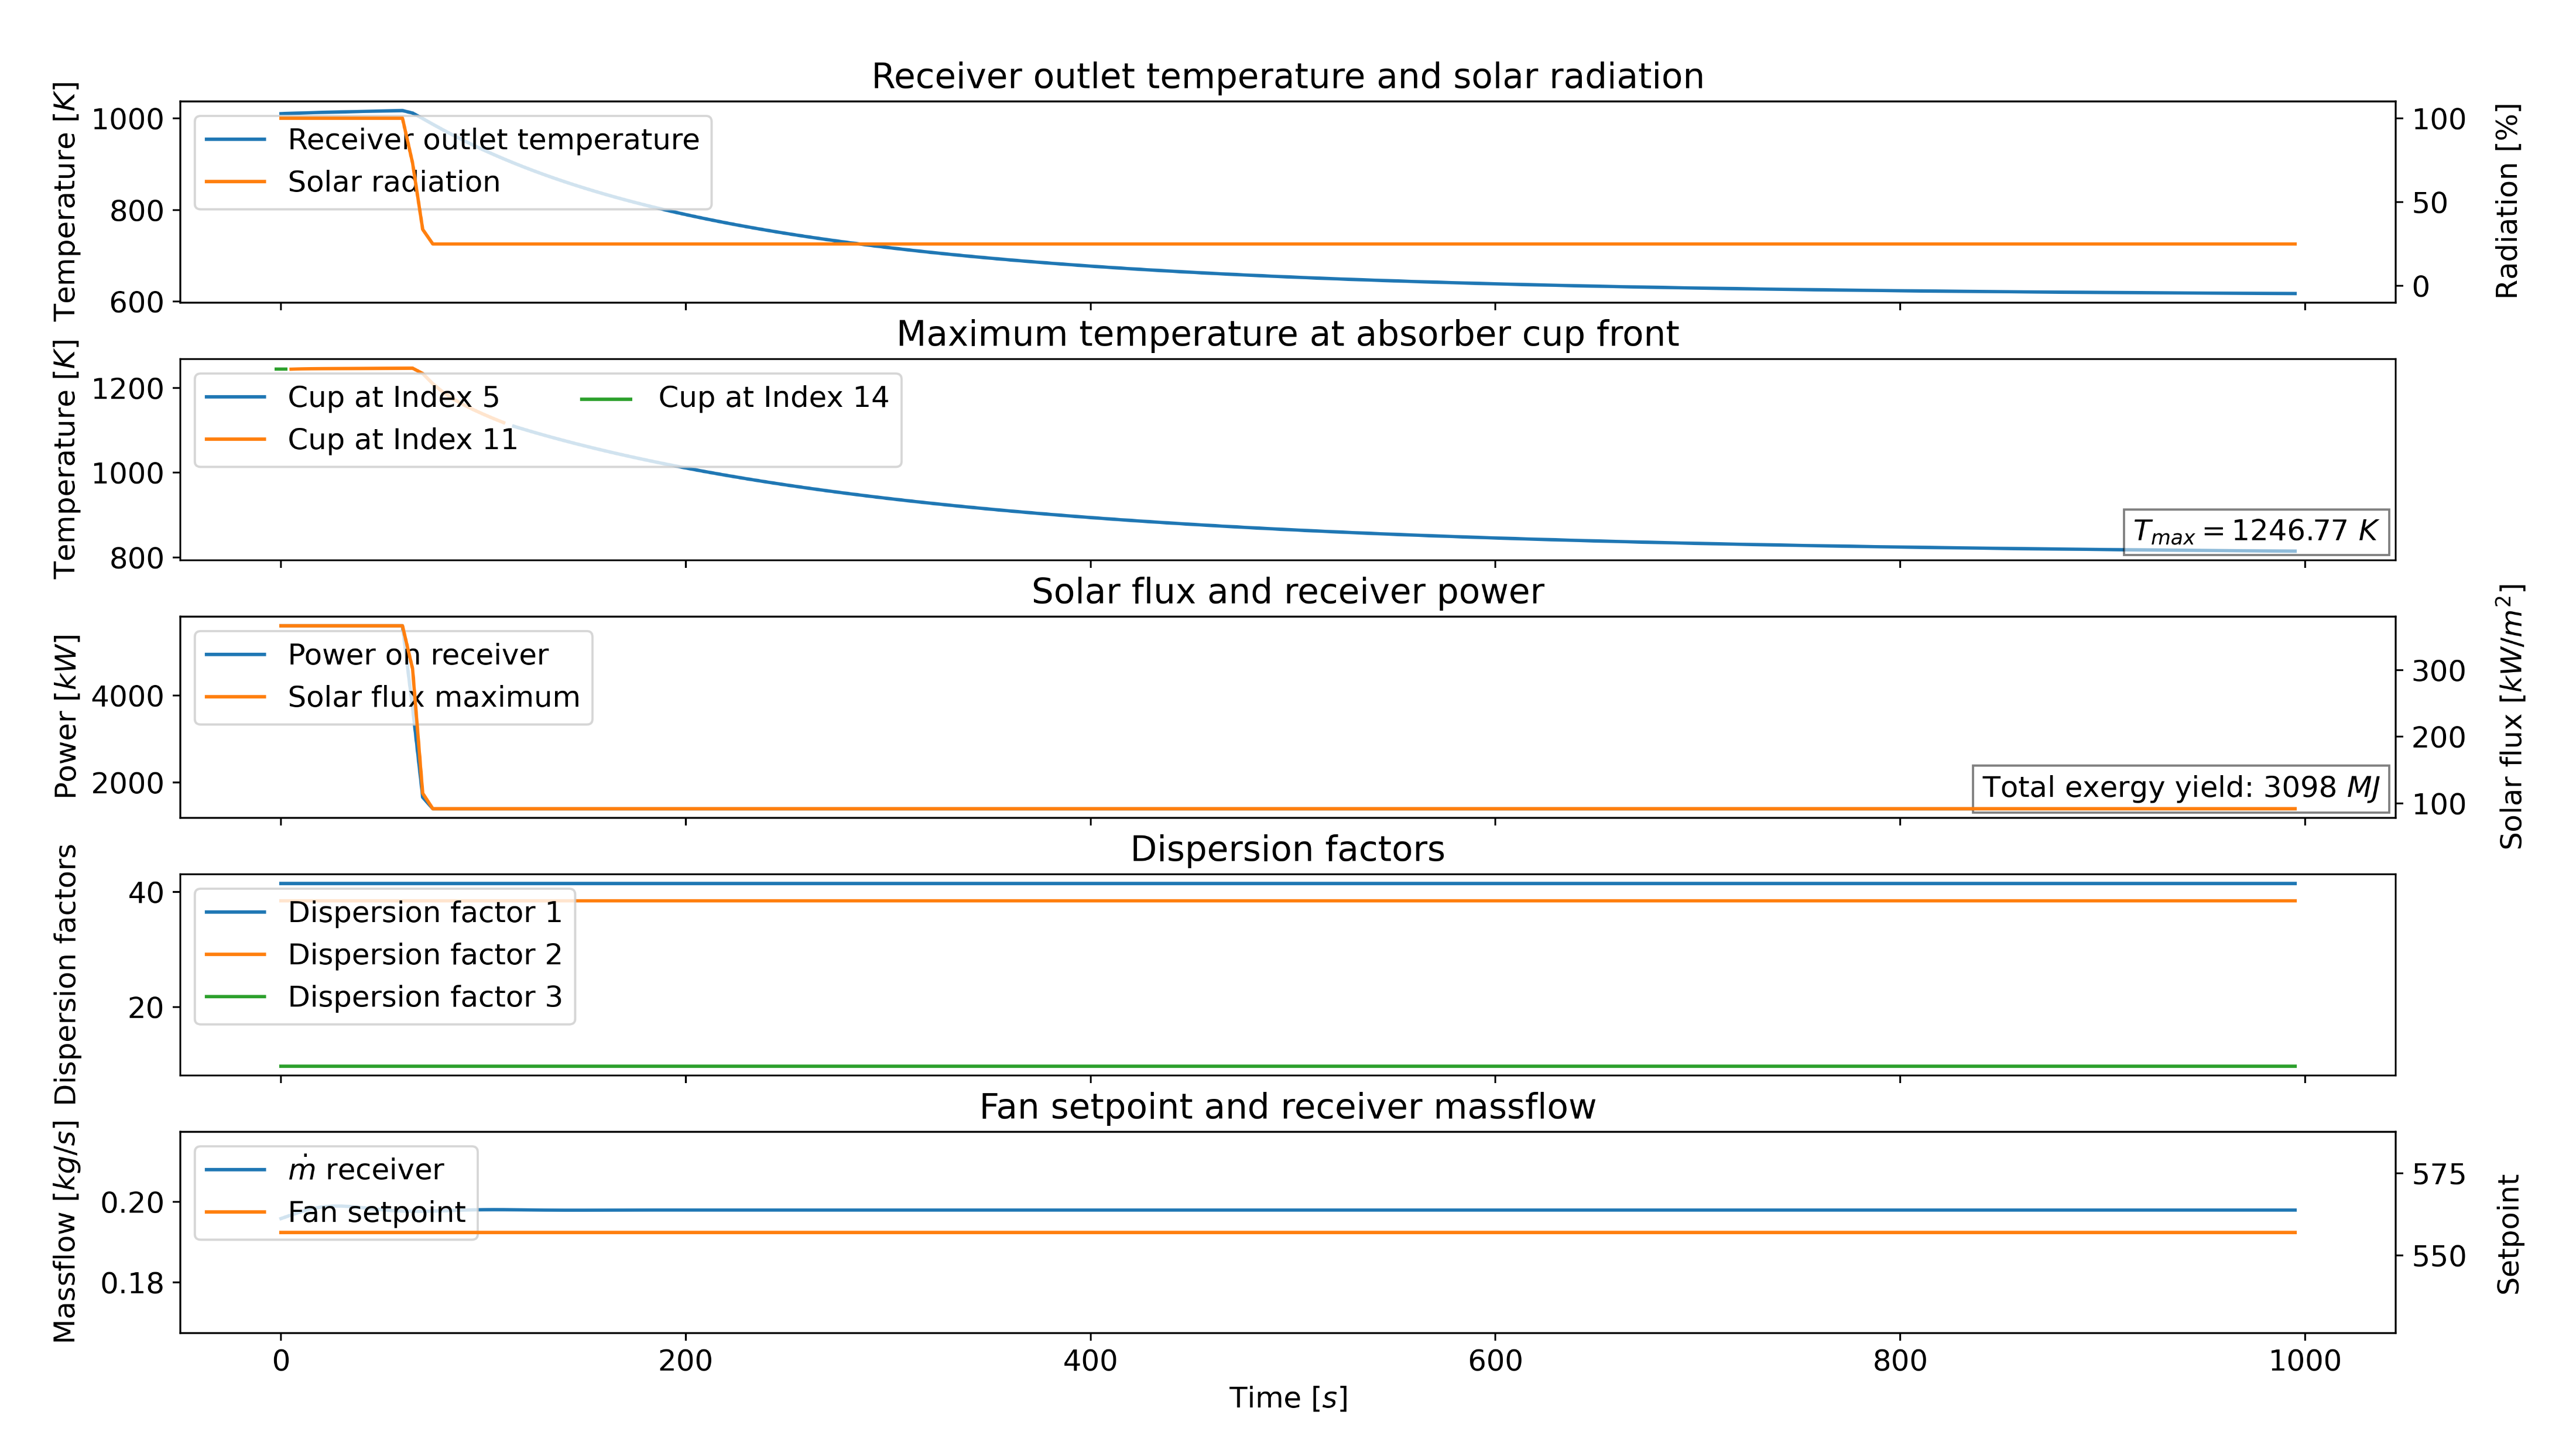 Receiver outlet temperature and solar radiation
Temperature [K]
1000
800
600
Receiver outlet temperature
Solar radiation
100
50
0
Radiation [%]
Maximum temperature at absorber cup front
Temperature [K]
1200
1000
800
Cup at Index 5
Cup at Index 11
Cup at Index 14
T_max = 1246.77 K
Solar flux and receiver power
Power [kW]
4000
2000
Power on receiver
Solar flux maximum
Total exergy yield: 3098 MJ
300
200
100
Solar flux [kW/m²]
Dispersion factors
Dispersion factors
40
20
Dispersion factor 1
Dispersion factor 2
Dispersion factor 3
Fan setpoint and receiver massflow
Massflow [kg/s]
0.20
0.18
ṁ receiver
Fan setpoint
575
550
Setpoint
0 200 400 600 800 1000
Time [s]